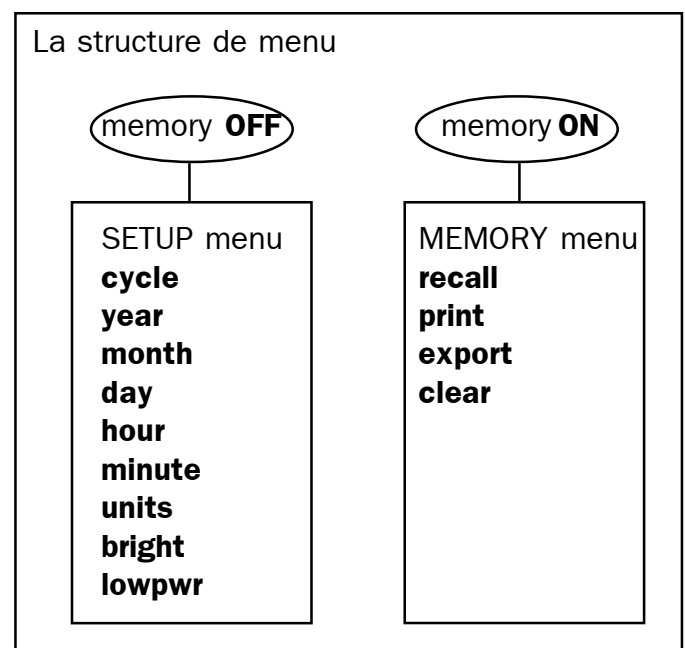 La structure de menu
memory OFF
memory ON
SETUP menu
cycle
year
month
day
hour
minute
units
bright
lowpwr
MEMORY menu
recall
print
export
clear